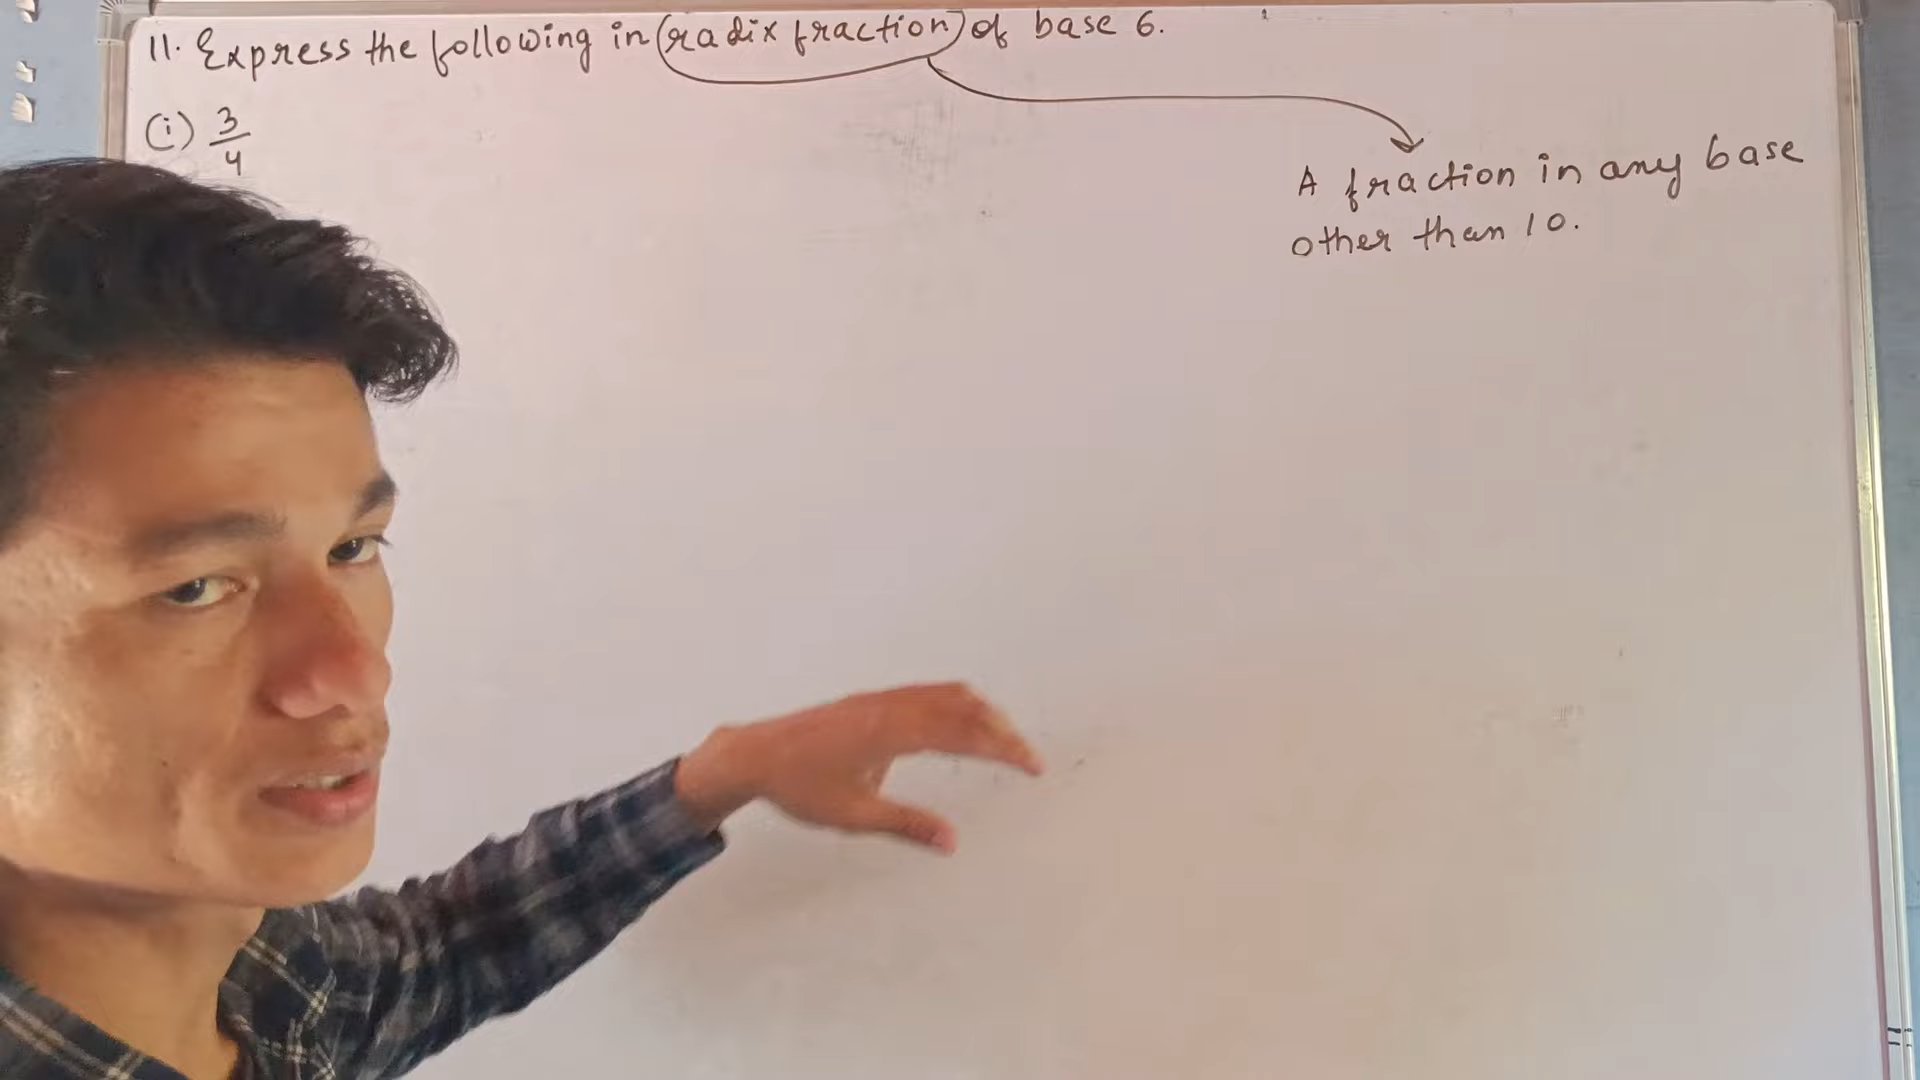 11. Express the following in (radix fraction) of base 6.
(i) 3/4
A fraction in any base
other than 10.